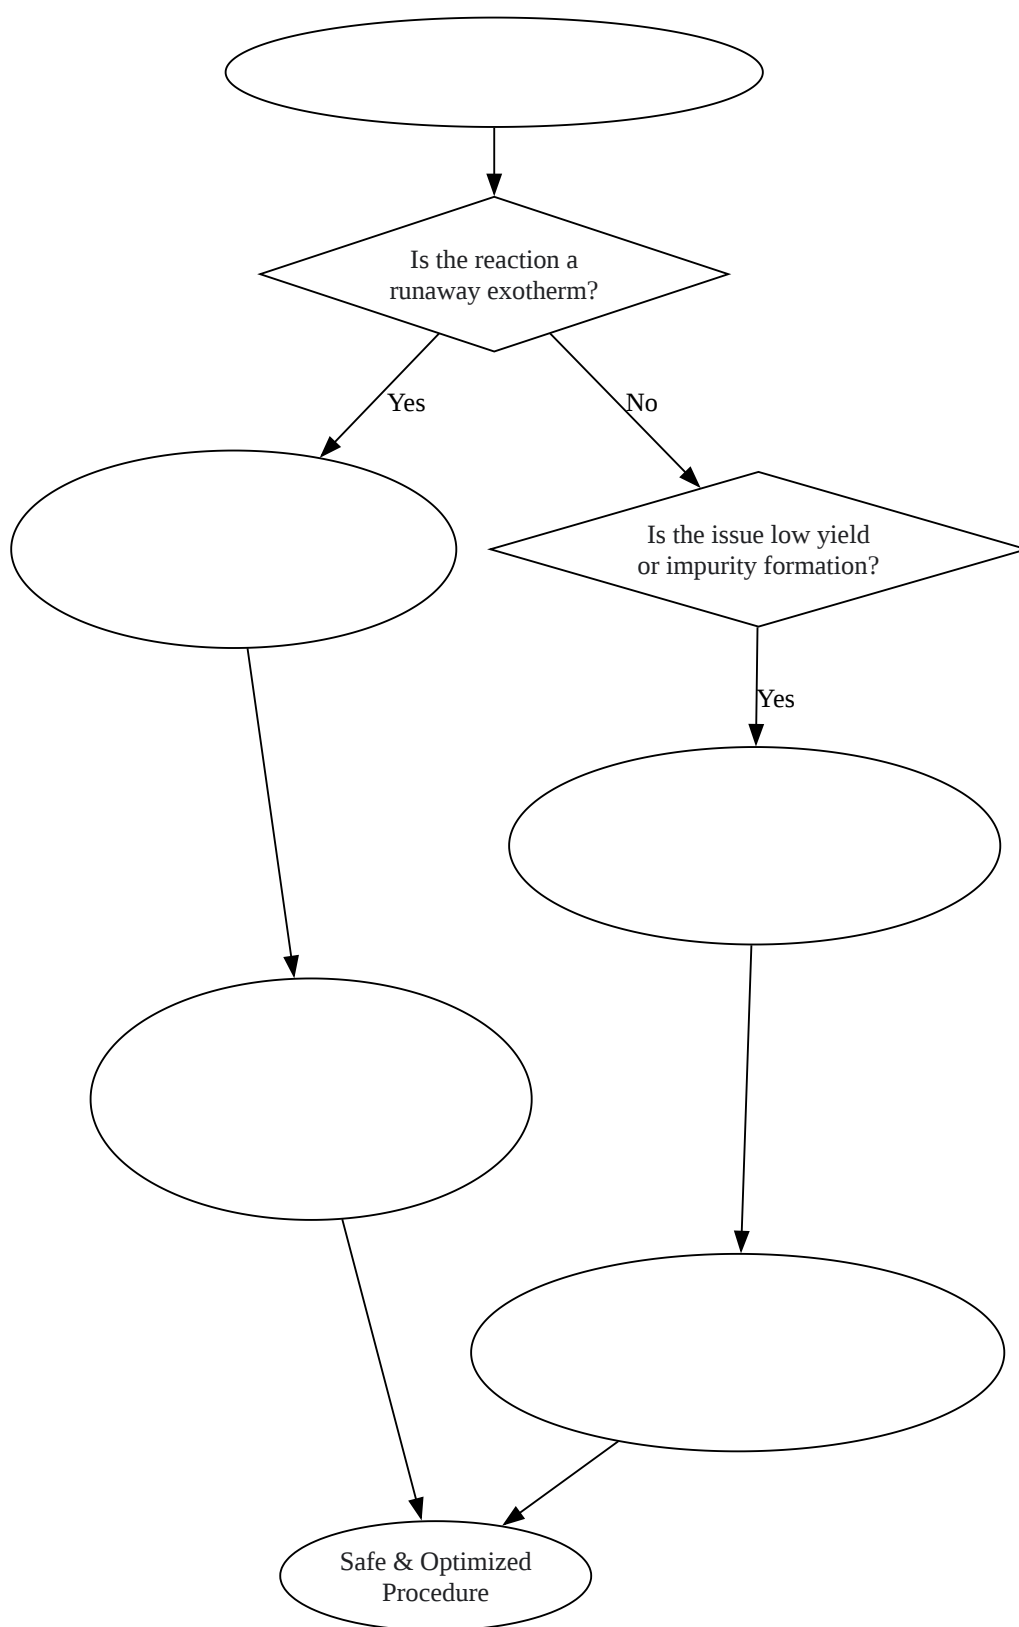 Is the reaction a
runaway exotherm?
Yes
No
Is the issue low yield
or impurity formation?
Yes
Safe & Optimized
Procedure